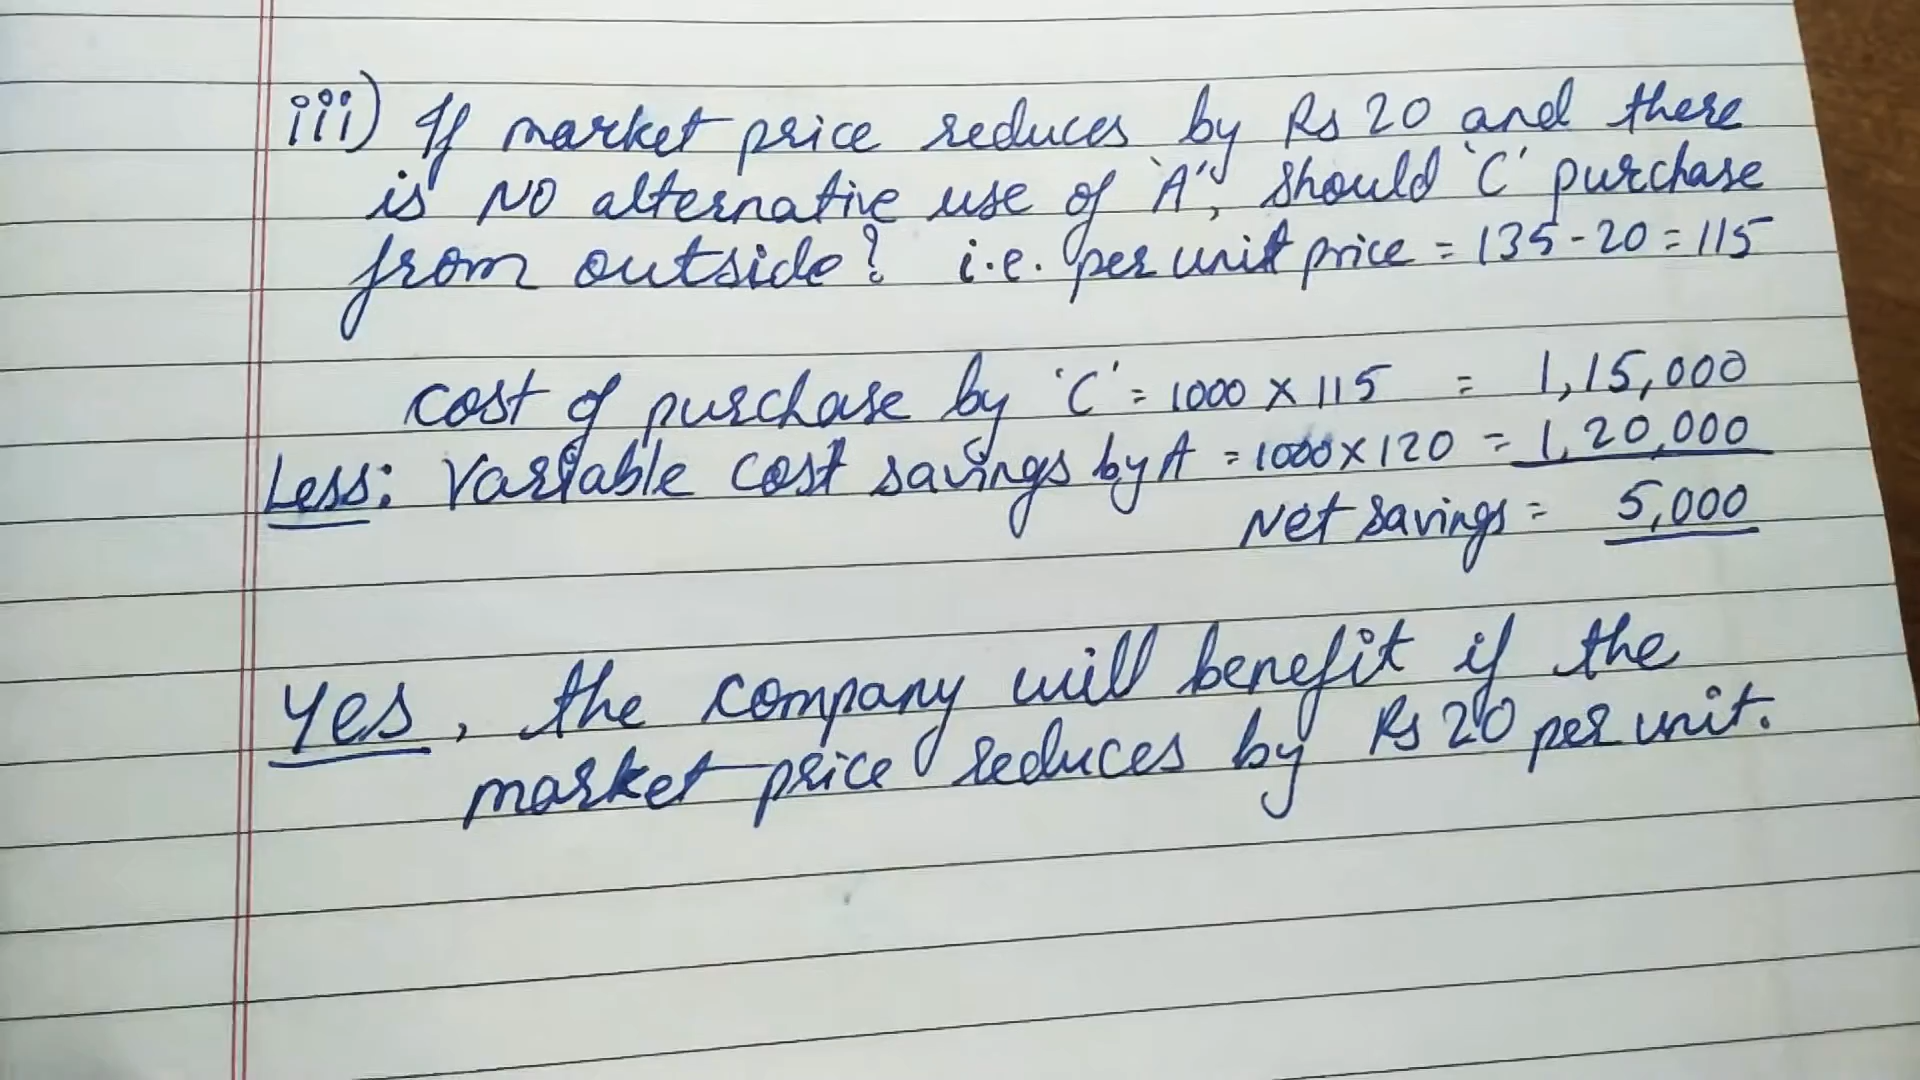 iii) If market price reduces by Rs 20 and there
is NO alternative use of 'A', should 'C' purchase
from outside? i.e. per unit price = 135-20 = 115
Cost of purchase by 'C' = 1000 x 115 = 1,15,000
Less: Variable cost savings by A = 1000 x 120 = 1,20,000
Net savings = 5,000
Yes, the company will benefit if the
market price reduces by Rs 20 per unit.